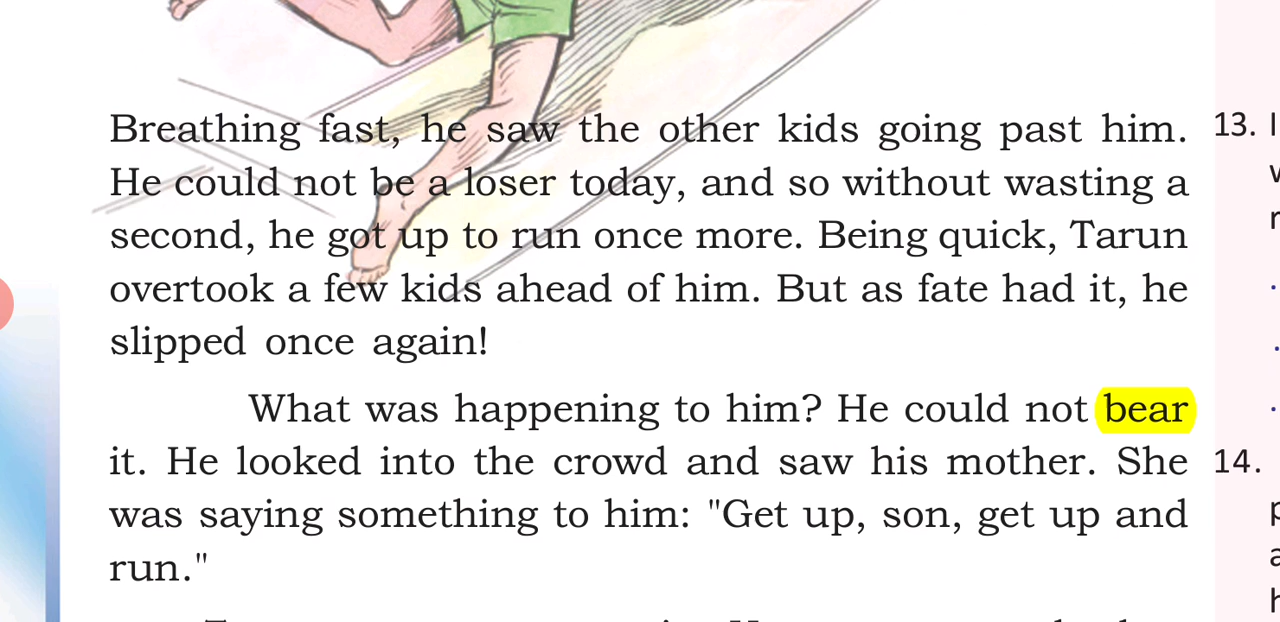 Breathing fast, he saw the other kids going past him.
He could not be a loser today, and so without wasting a
second, he got up to run once more. Being quick, Tarun
overtook a few kids ahead of him. But as fate had it, he
slipped once again!
What was happening to him? He could not bear
it. He looked into the crowd and saw his mother. She
was saying something to him: "Get up, son, get up and
run."
13.
14.